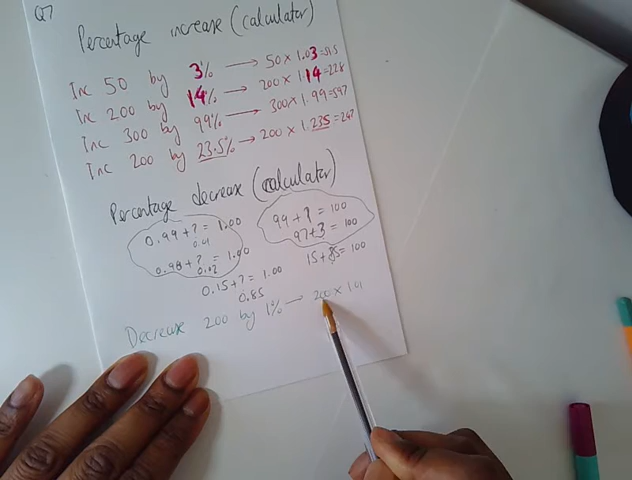 Q7
Percentage increase (calculator)
Inc 50 by 3% → 50 x 1.03=51.5
Inc 200 by 14% → 200 x 1.14=228
Inc 300 by 99% → 300 x 1.99=597
Inc 200 by 23.5% → 200 x 1.235=247
Percentage decrease (calculator)
0.99 + ? = 1.00
0.01
0.98 + ? = 1.00
0.02
99 + ? = 100
97 + 3 = 100
15 + 85 = 100
0.15 + ? = 1.00
0.85
Decrease 200 by 1% → 200 x 1.01